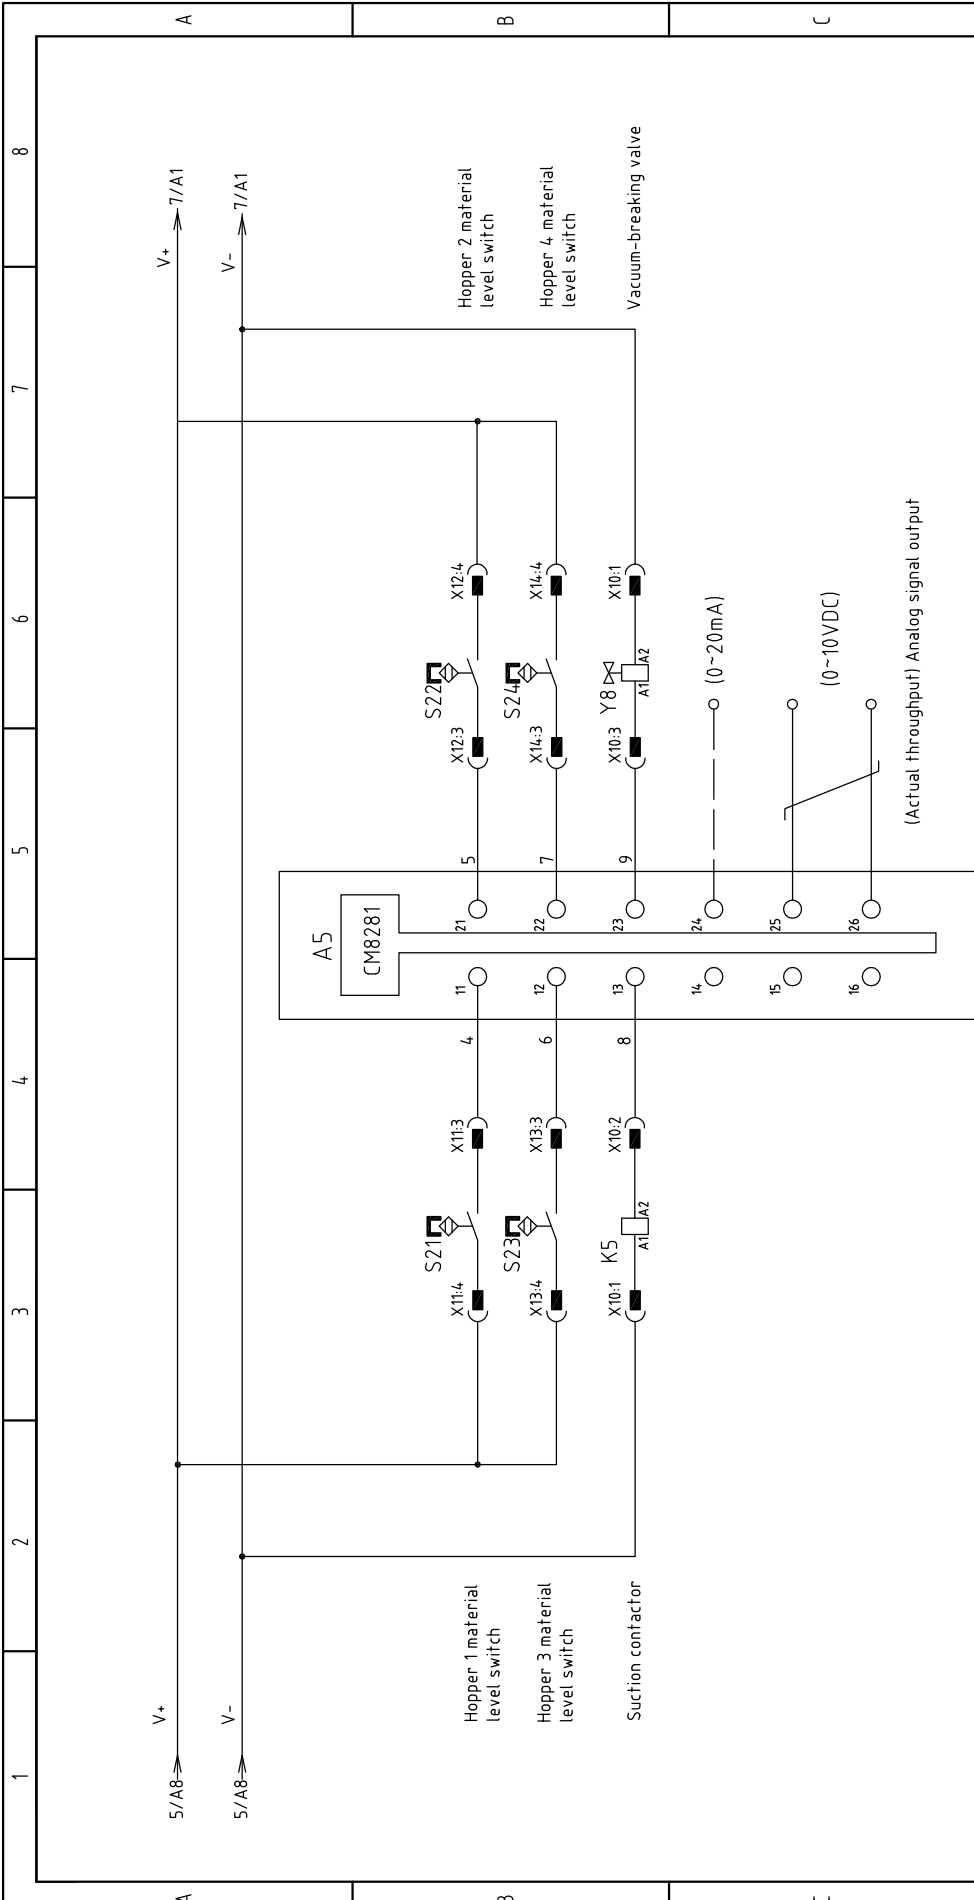 1
2
3
4
5
6
7
8
A
A
5/A8
V+
V+
7/A1
5/A8
V-
V-
7/A1
A5
CM8281
B
B
S21
S22
X11:4
X11:3
X12:3
X12:4
Hopper 1 material
level switch
4
11
21
5
Hopper 2 material
level switch
S23
S24
X13:4
X13:3
X14:3
X14:4
Hopper 3 material
level switch
6
12
22
7
Hopper 4 material
level switch
K5
Y8
X10:1
X10:2
X10:3
X10:1
Suction contactor
8
13
23
9
Vacuum-breaking valve
A1
A2
A1
A2
14
24
(0~20mA)
15
25
C
(0~10VDC)
16
26
(Actual throughput) Analog signal output